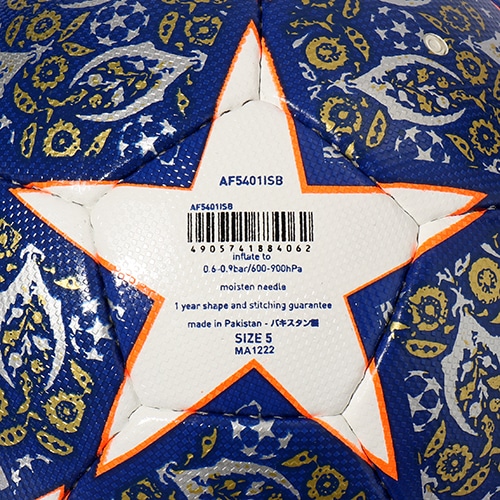 AF5401ISB
AF5401ISB
4905741884062
inflate to
0.6-0.9bar/600-900hPa
moisten needle
1 year shape and stitching guarantee
made in Pakistan - パキスタン製
SIZE 5
MA1222